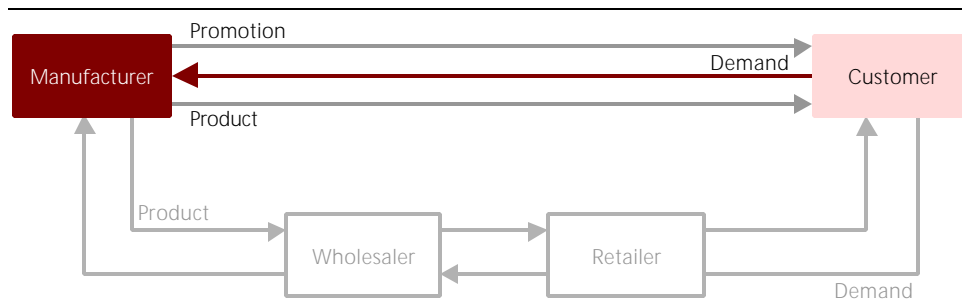 Promotion
Manufacturer
Demand
Customer
Product
Product
Wholesaler
Retailer
Demand